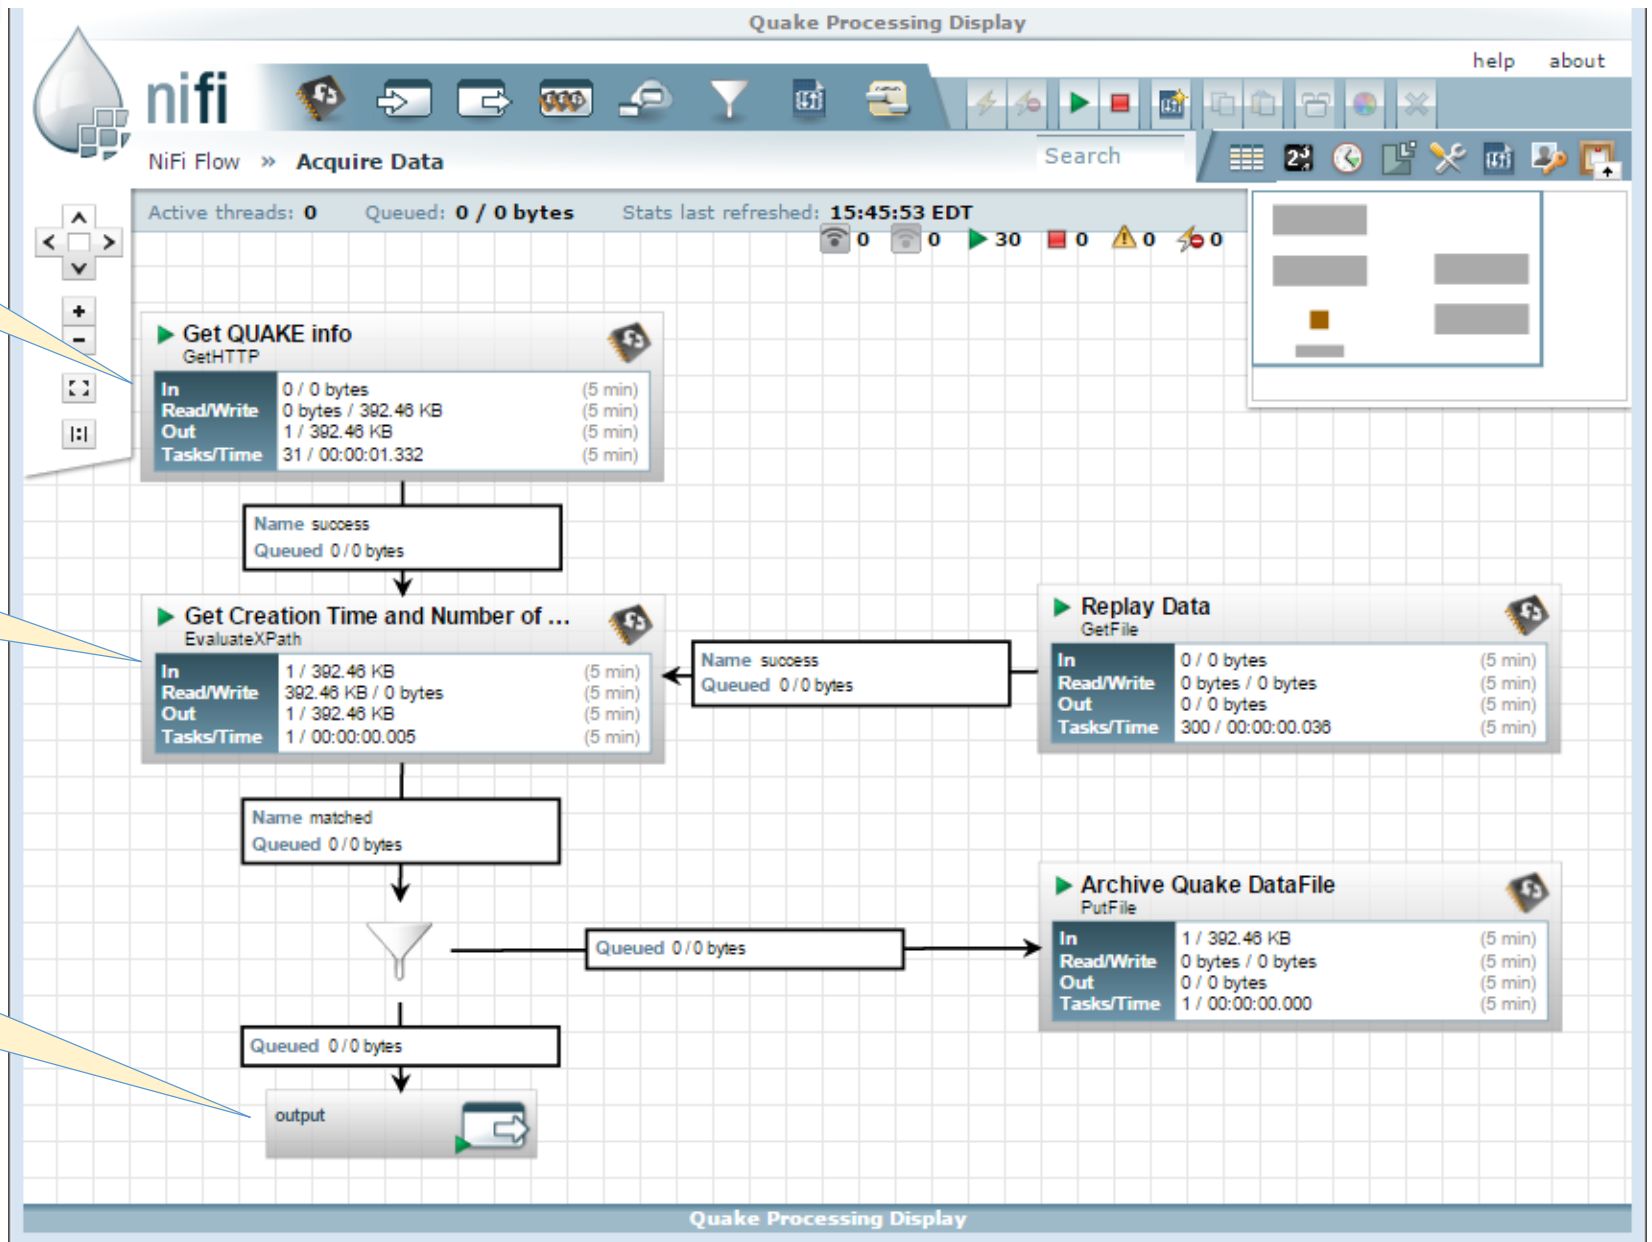 Quake Processing Display
help about
nifi
NiFi Flow » Acquire Data
Search
Active threads: 0 Queued: 0 / 0 bytes Stats last refreshed: 15:45:53 EDT
0 0 30 0 0 0
Get QUAKE info
GetHTTP
In 0 / 0 bytes (5 min)
Read/Write 0 bytes / 392.46 KB (5 min)
Out 1 / 392.46 KB (5 min)
Tasks/Time 31 / 00:00:01.332 (5 min)
Name success
Queued 0 / 0 bytes
Get Creation Time and Number of ...
EvaluateXPath
In 1 / 392.46 KB (5 min)
Read/Write 392.46 KB / 0 bytes (5 min)
Out 1 / 392.46 KB (5 min)
Tasks/Time 1 / 00:00:00.005 (5 min)
Name success
Queued 0 / 0 bytes
Replay Data
GetFile
In 0 / 0 bytes (5 min)
Read/Write 0 bytes / 0 bytes (5 min)
Out 0 / 0 bytes (5 min)
Tasks/Time 300 / 00:00:00.036 (5 min)
Name matched
Queued 0 / 0 bytes
Queued 0 / 0 bytes
Archive Quake DataFile
PutFile
In 1 / 392.46 KB (5 min)
Read/Write 0 bytes / 0 bytes (5 min)
Out 0 / 0 bytes (5 min)
Tasks/Time 1 / 00:00:00.000 (5 min)
Queued 0 / 0 bytes
output
Quake Processing Display